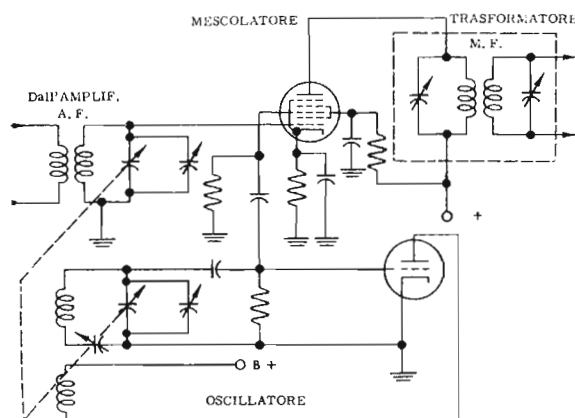 MESCOLATORE
TRASFORMATORE
M. F.
Dall'AMPLIF.
A. F.
+
B +
OSCILLATORE